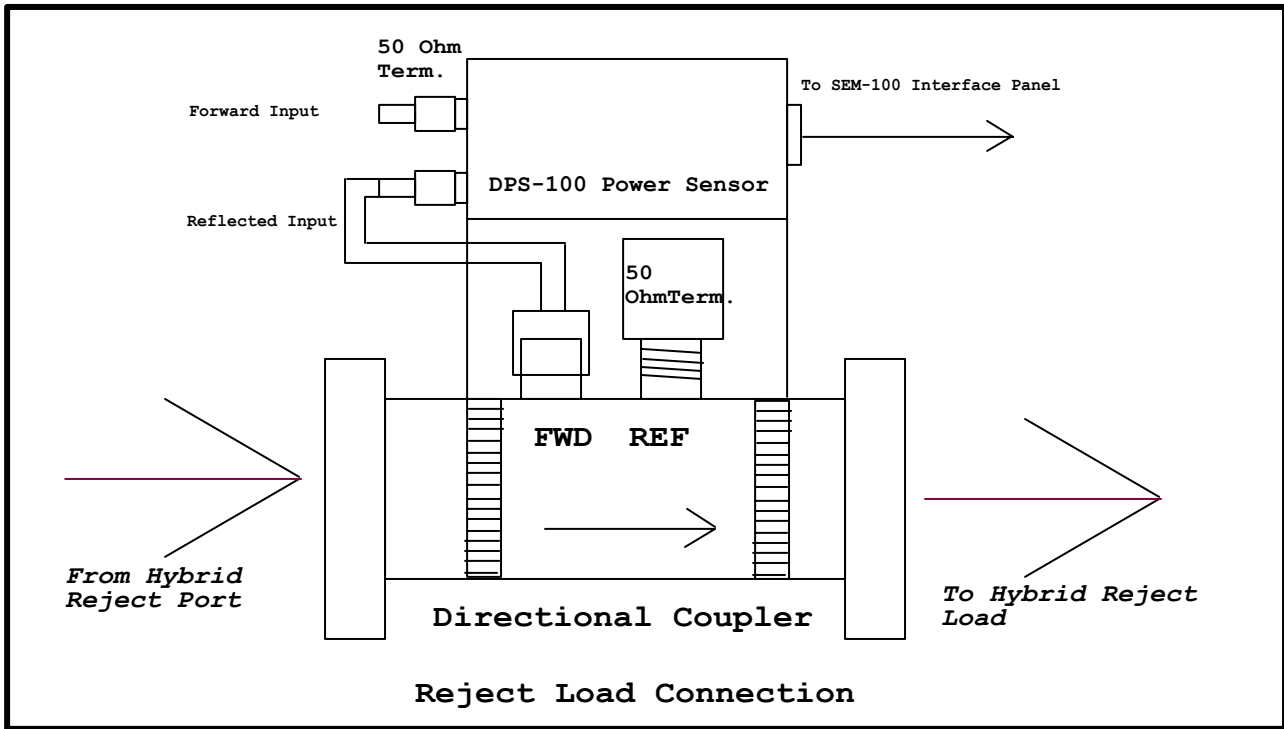 50 Ohm
Term.
Forward Input
To SEM-100 Interface Panel
DPS-100 Power Sensor
Reflected Input
50
OhmTerm.
FWD REF
From Hybrid
Reject Port
To Hybrid Reject
Load
Directional Coupler
Reject Load Connection